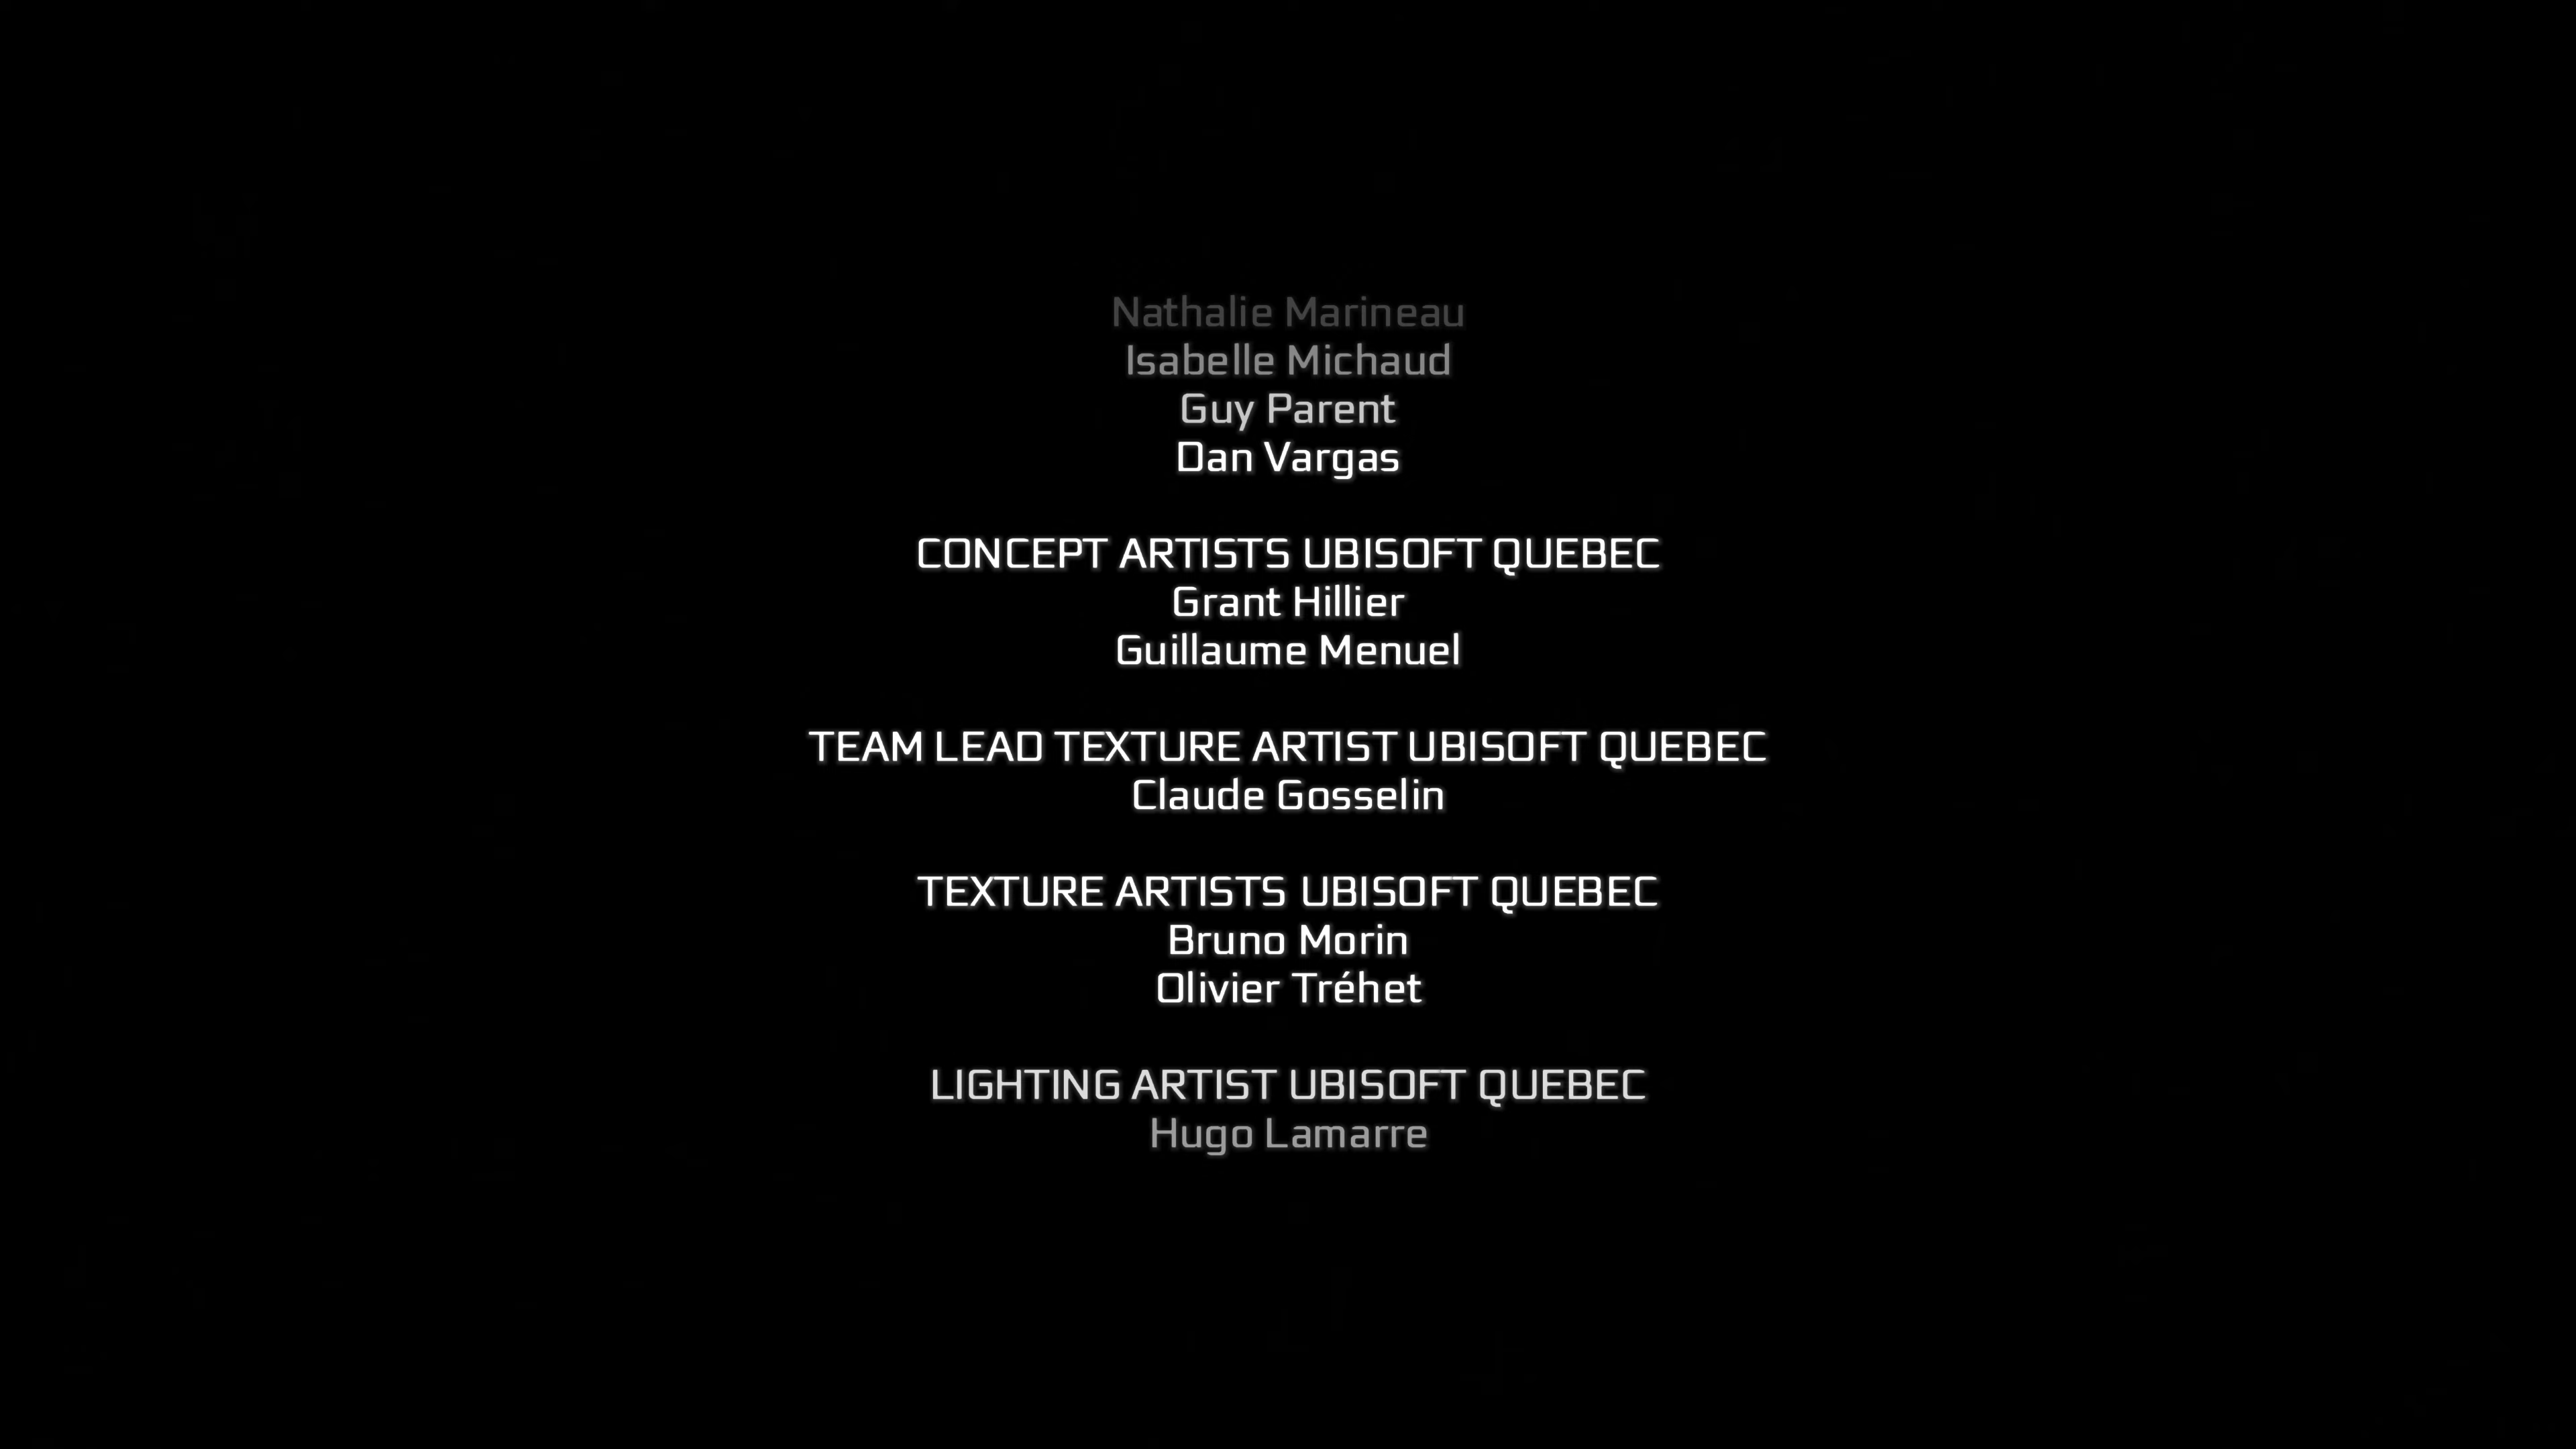 Nathalie Marineau
Isabelle Michaud
Guy Parent
Dan Vargas
CONCEPT ARTISTS UBISOFT QUEBEC
Grant Hillier
Guillaume Menuel
TEAM LEAD TEXTURE ARTIST UBISOFT QUEBEC
Claude Gosselin
TEXTURE ARTISTS UBISOFT QUEBEC
Bruno Morin
Olivier Tréhet
LIGHTING ARTIST UBISOFT QUEBEC
Hugo Lamarre